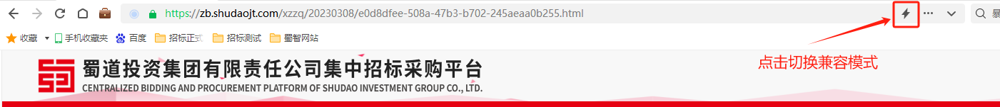 https://zb.shudaojt.com/xzzq/20230308/e0d8dfee-508a-47b3-b702-245aeaa0b255.html
收藏 手机收藏夹 百度 招标正式 招标测试 蜀智网站
点击切换兼容模式
蜀道投资集团有限责任公司集中招标采购平台
CENTRALIZED BIDDING AND PROCUREMENT PLATFORM OF SHUDAO INVESTMENT GROUP CO., LTD.